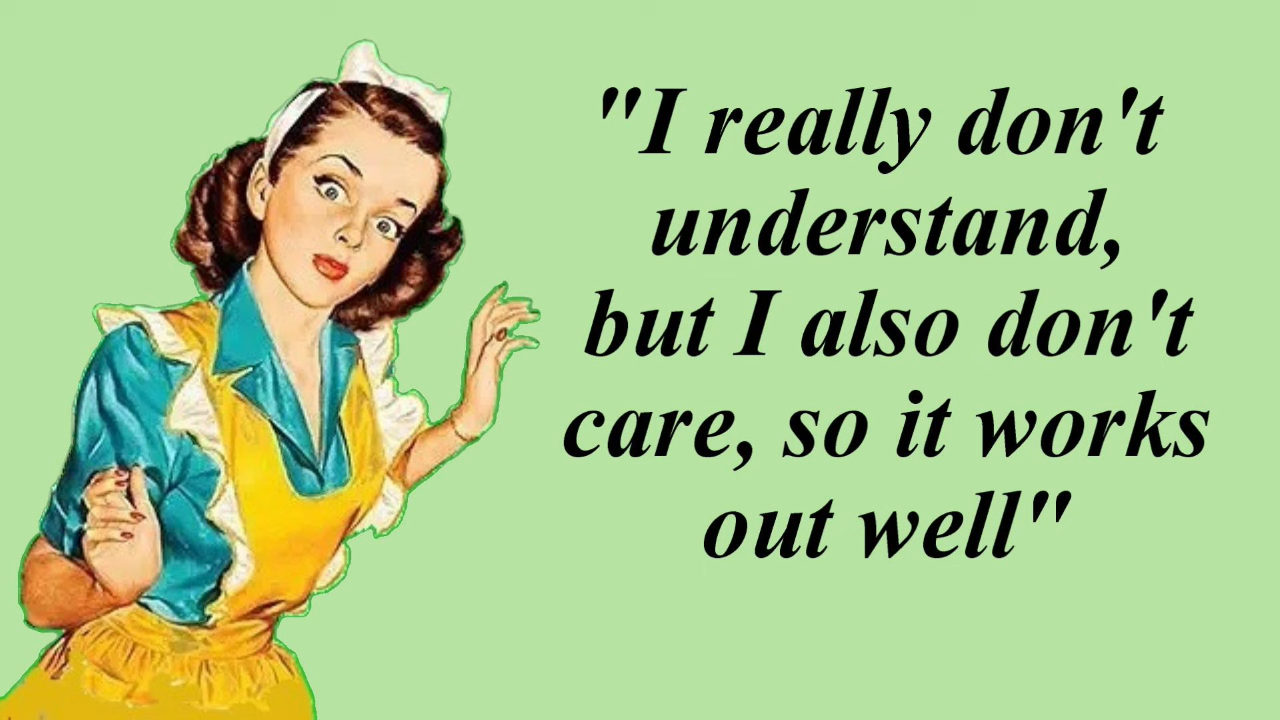 "I really don't
understand,
but I also don't
care, so it works
out well"